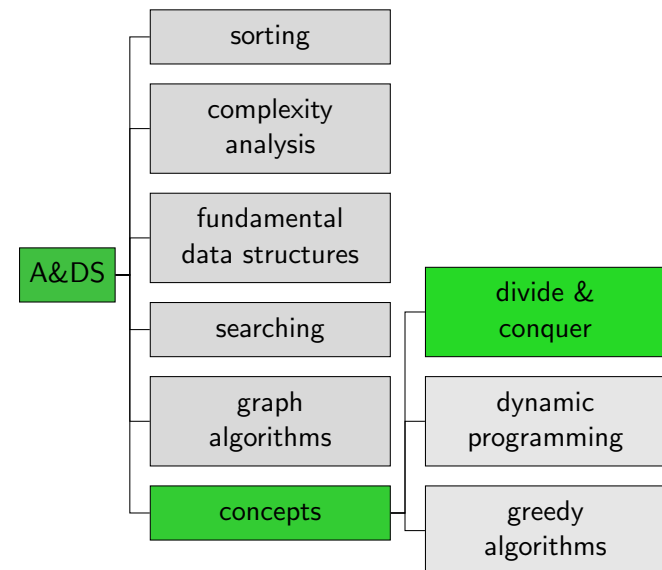 sorting
complexity
analysis
fundamental
data structures
A&DS
searching
graph
algorithms
concepts
divide &
conquer
dynamic
programming
greedy
algorithms